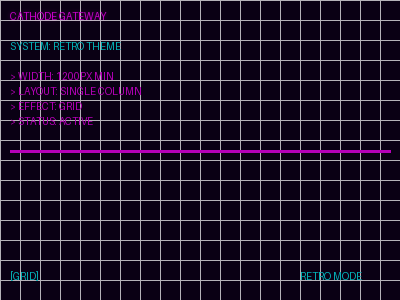 CATHODE GATEWAY
SYSTEM: RETRO THEME
> WIDTH: 1200PX MIN
> LAYOUT: SINGLE COLUMN
> EFFECT: GRID
> STATUS: ACTIVE
[GRID]
RETRO MODE